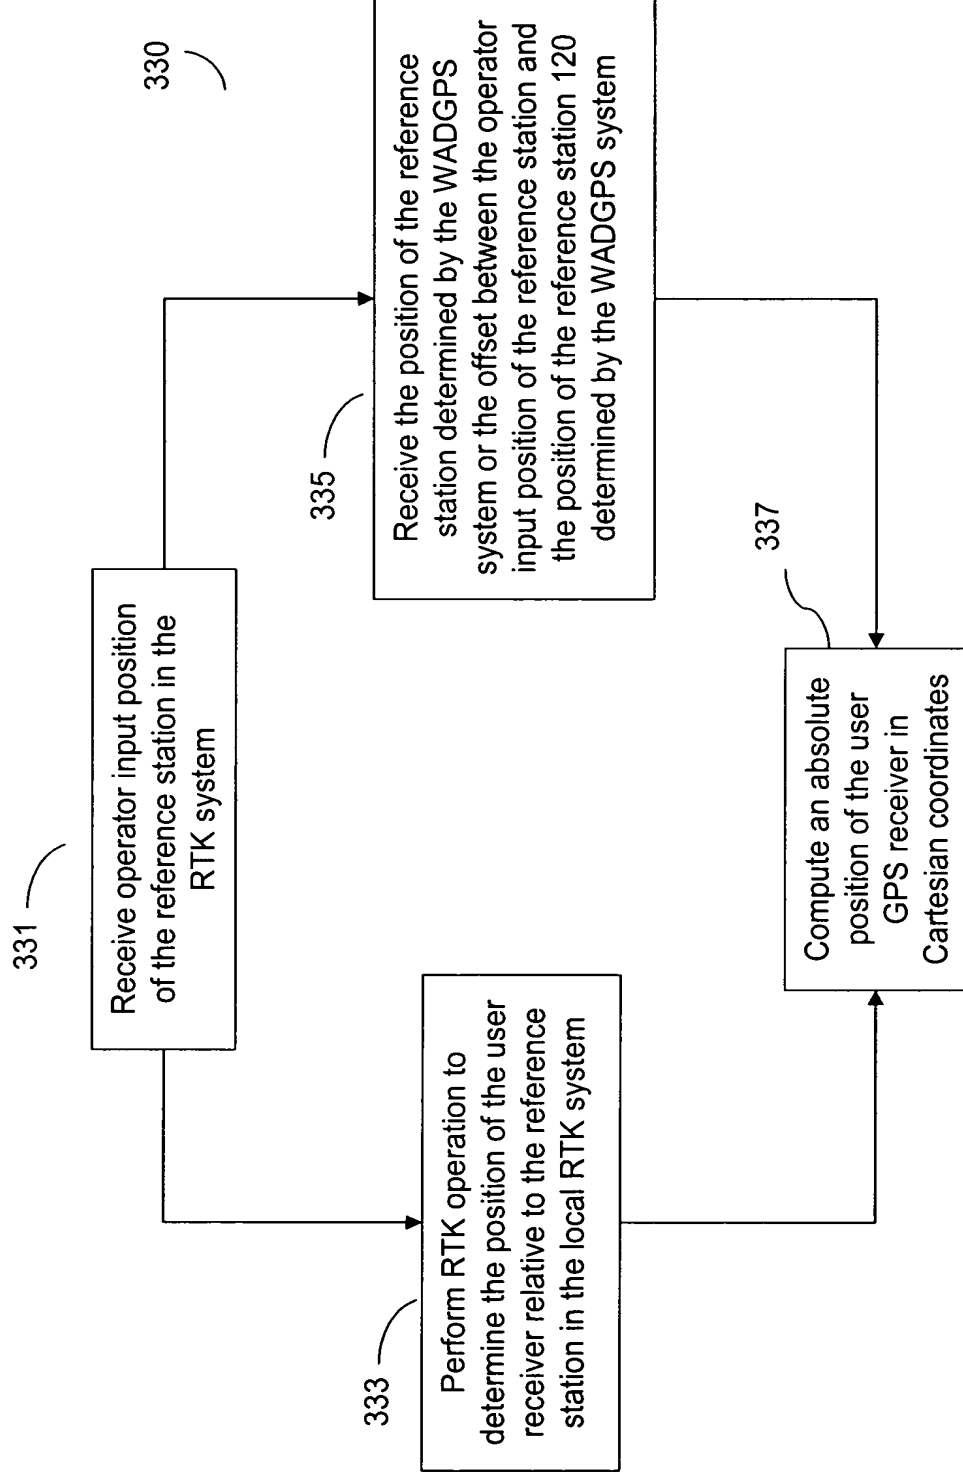 330
331
Receive operator input position
of the reference station in the
RTK system
333
Perform RTK operation to
determine the position of the user
receiver relative to the reference
station in the local RTK system
335
Receive the position of the reference
station determined by the WADGPS
system or the offset between the operator
input position of the reference station and
the position of the reference station 120
determined by the WADGPS system
337
Compute an absolute
position of the user
GPS receiver in
Cartesian coordinates